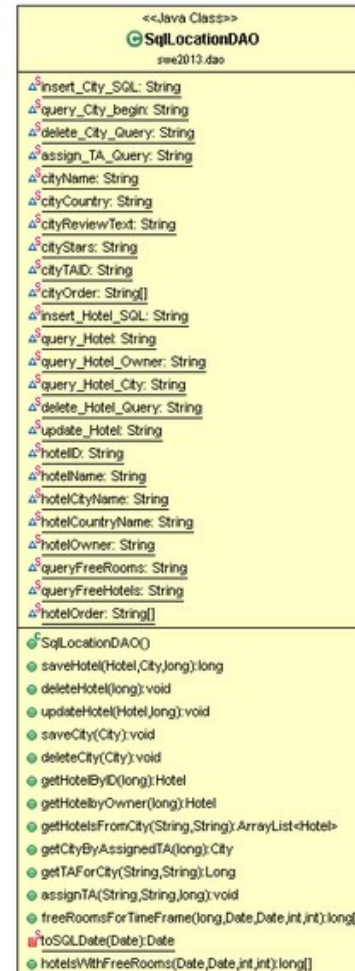 <<Java Class>>
SqlLocationDAO
swe2013.dao
insert_City_SQL: String
query_City_begin: String
delete_City_Query: String
assign_TA_Query: String
cityName: String
cityCountry: String
cityReviewText: String
cityStars: String
cityTAID: String
cityOrder: String[]
insert_Hotel_SQL: String
query_Hotel: String
query_Hotel_Owner: String
query_Hotel_City: String
delete_Hotel_Query: String
update_Hotel: String
hotelID: String
hotelName: String
hotelCityName: String
hotelCountryName: String
hotelOwner: String
queryFreeRooms: String
queryFreeHotels: String
hotelOrder: String[]
SqlLocationDAO()
saveHotel(Hotel,City,long):long
deleteHotel(long):void
updateHotel(Hotel,long):void
saveCity(City):void
deleteCity(City):void
getHotelByID(long):Hotel
getHotelbyOwner(long):Hotel
getHotelsFromCity(String,String):ArrayList<Hotel>
getCityByAssignedTA(long):City
getTAForCity(String,String):Long
assignTA(String,String,long):void
freeRoomsForTimeFrame(long,Date,Date,int,int):long[
toSQLDate(Date):Date
hotelsWithFreeRooms(Date,Date,int,int):long[]